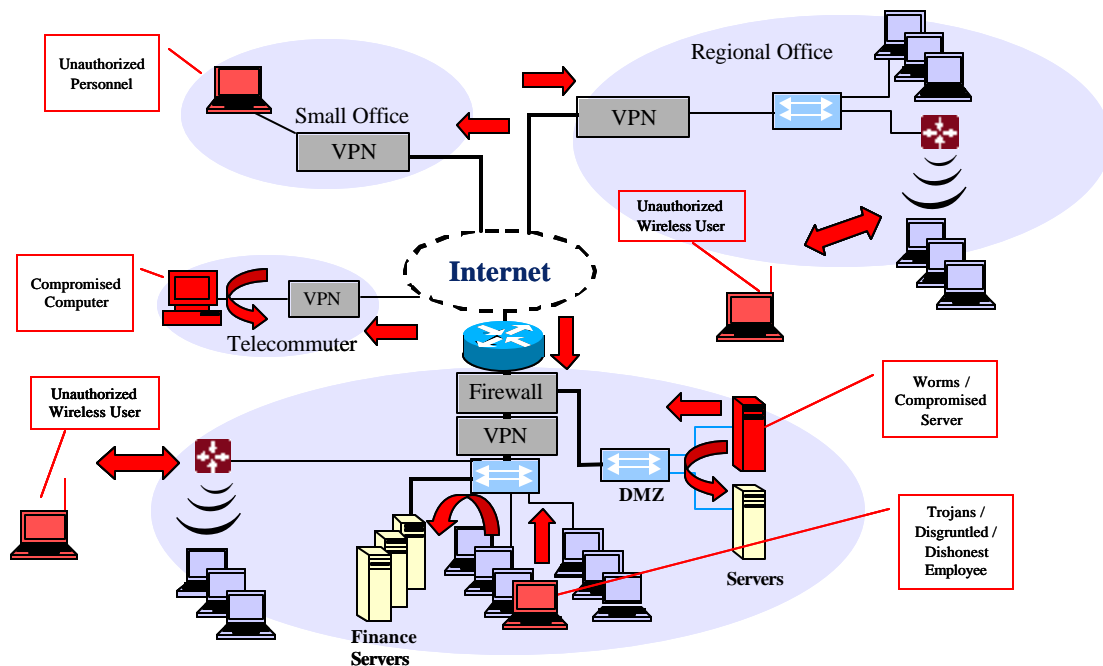 Unauthorized
Personnel
Small Office
VPN
Regional Office
VPN
Unauthorized
Wireless User
Internet
Compromised
Computer
VPN
Telecommuter
Unauthorized
Wireless User
Firewall
VPN
DMZ
Worms /
Compromised
Server
Servers
Trojans /
Disgruntled /
Dishonest
Employee
Finance
Servers